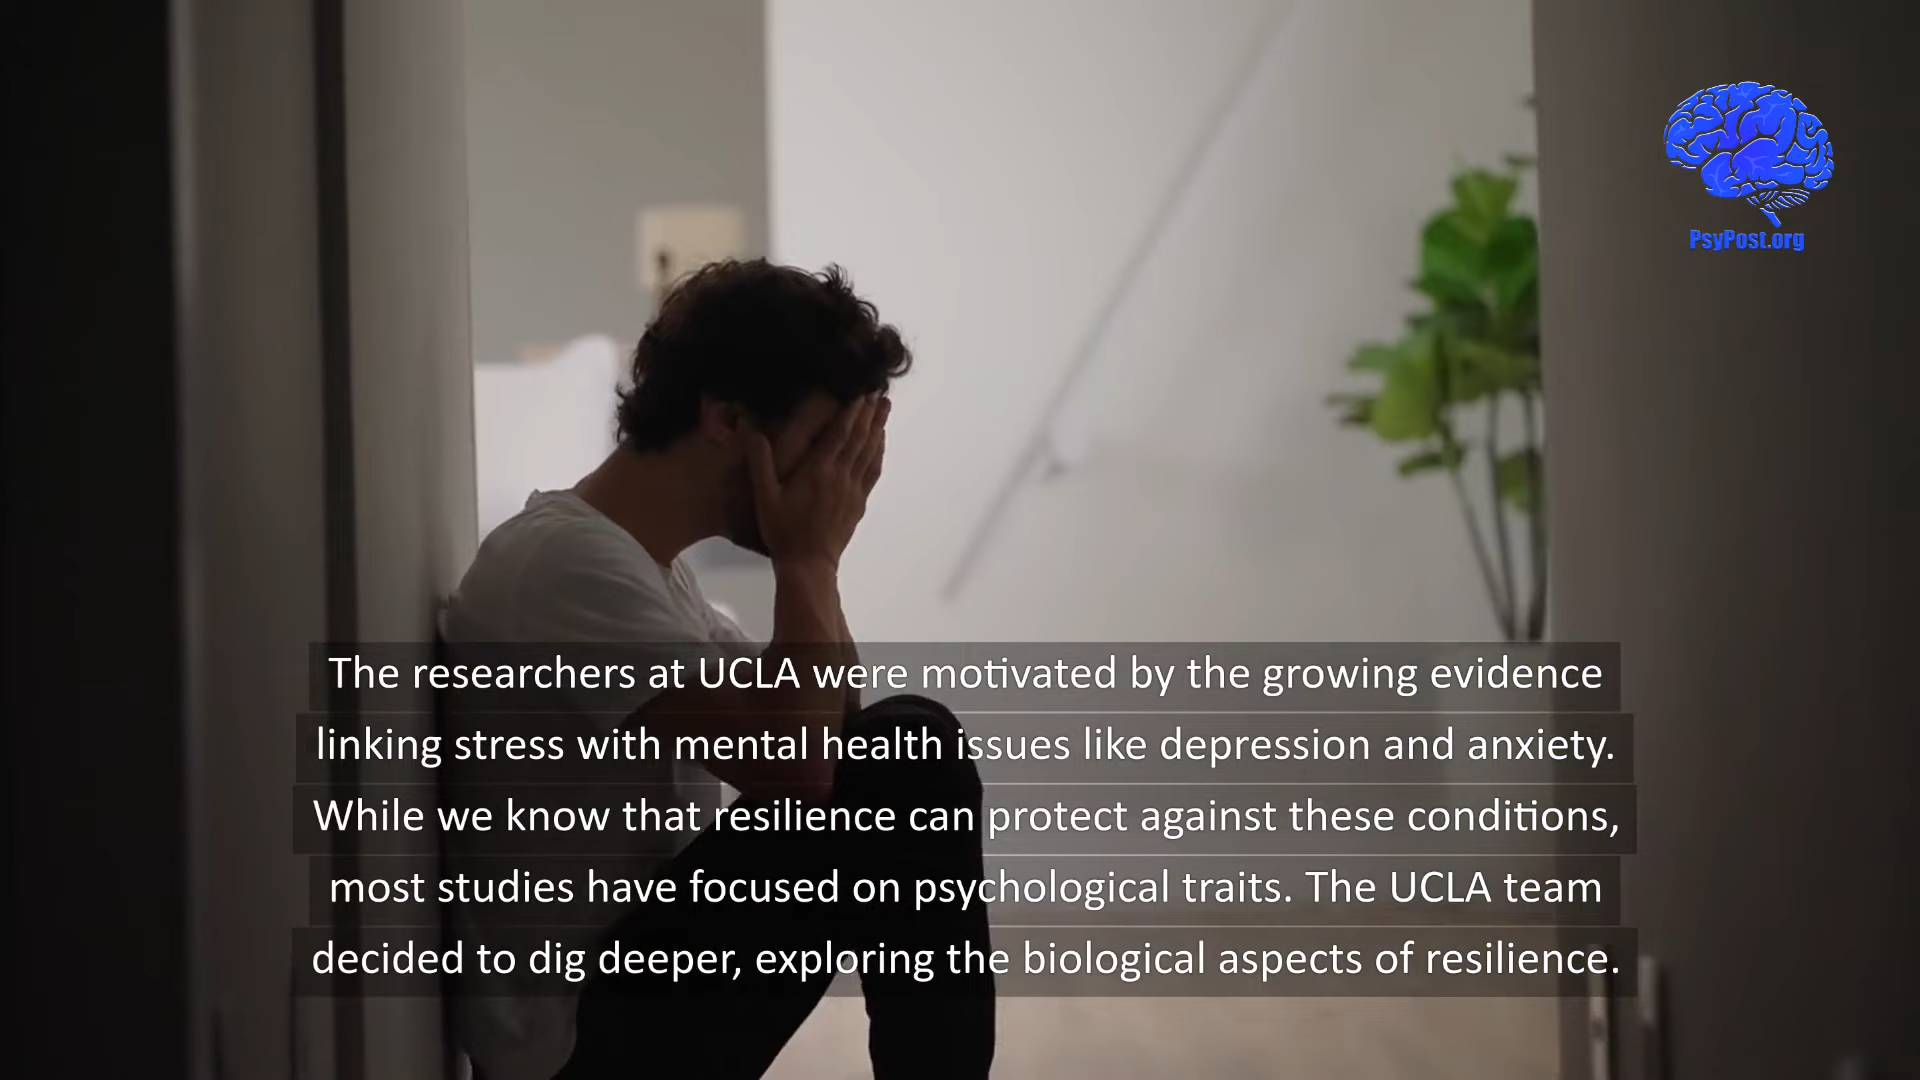 PsyPost.org
The researchers at UCLA were motivated by the growing evidence
linking stress with mental health issues like depression and anxiety.
While we know that resilience can protect against these conditions,
most studies have focused on psychological traits. The UCLA team
decided to dig deeper, exploring the biological aspects of resilience.